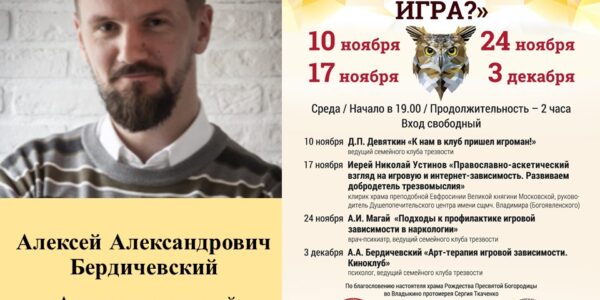 Алексей Александрович
Бердичевский
ИГРА?»
10 ноября
24 ноября
17 ноября
3 декабря
Среда / Начало в 19.00 / Продолжительность – 2 часа
Вход свободный
10 ноября Д.П. Девяткин «К нам в клуб пришел игроман!»
ведущий семейного клуба трезвости
17 ноября Иерей Николай Устинов «Православно-аскетический
взгляд на игровую и интернет-зависимость. Развиваем
добродетель трезвомыслия»
клирик храма преподобной Евфросинии Великой княгини Московской, руково-
дитель Душепопечительского центра имени сщмч. Владимира (Богоявленского)
24 ноября А.И. Магай «Подходы к профилактике игровой
зависимости в наркологии»
врач-психиатр, ведущий семейного клуба трезвости
3 декабря А.А. Бердичевский «Арт-терапия игровой зависимости.
Киноклуб»
психолог, ведущий семейного клуба трезвости
По благословению настоятеля храма Рождества Пресвятой Богородицы
во Владыкино протоиерея Сергия Ткаченко